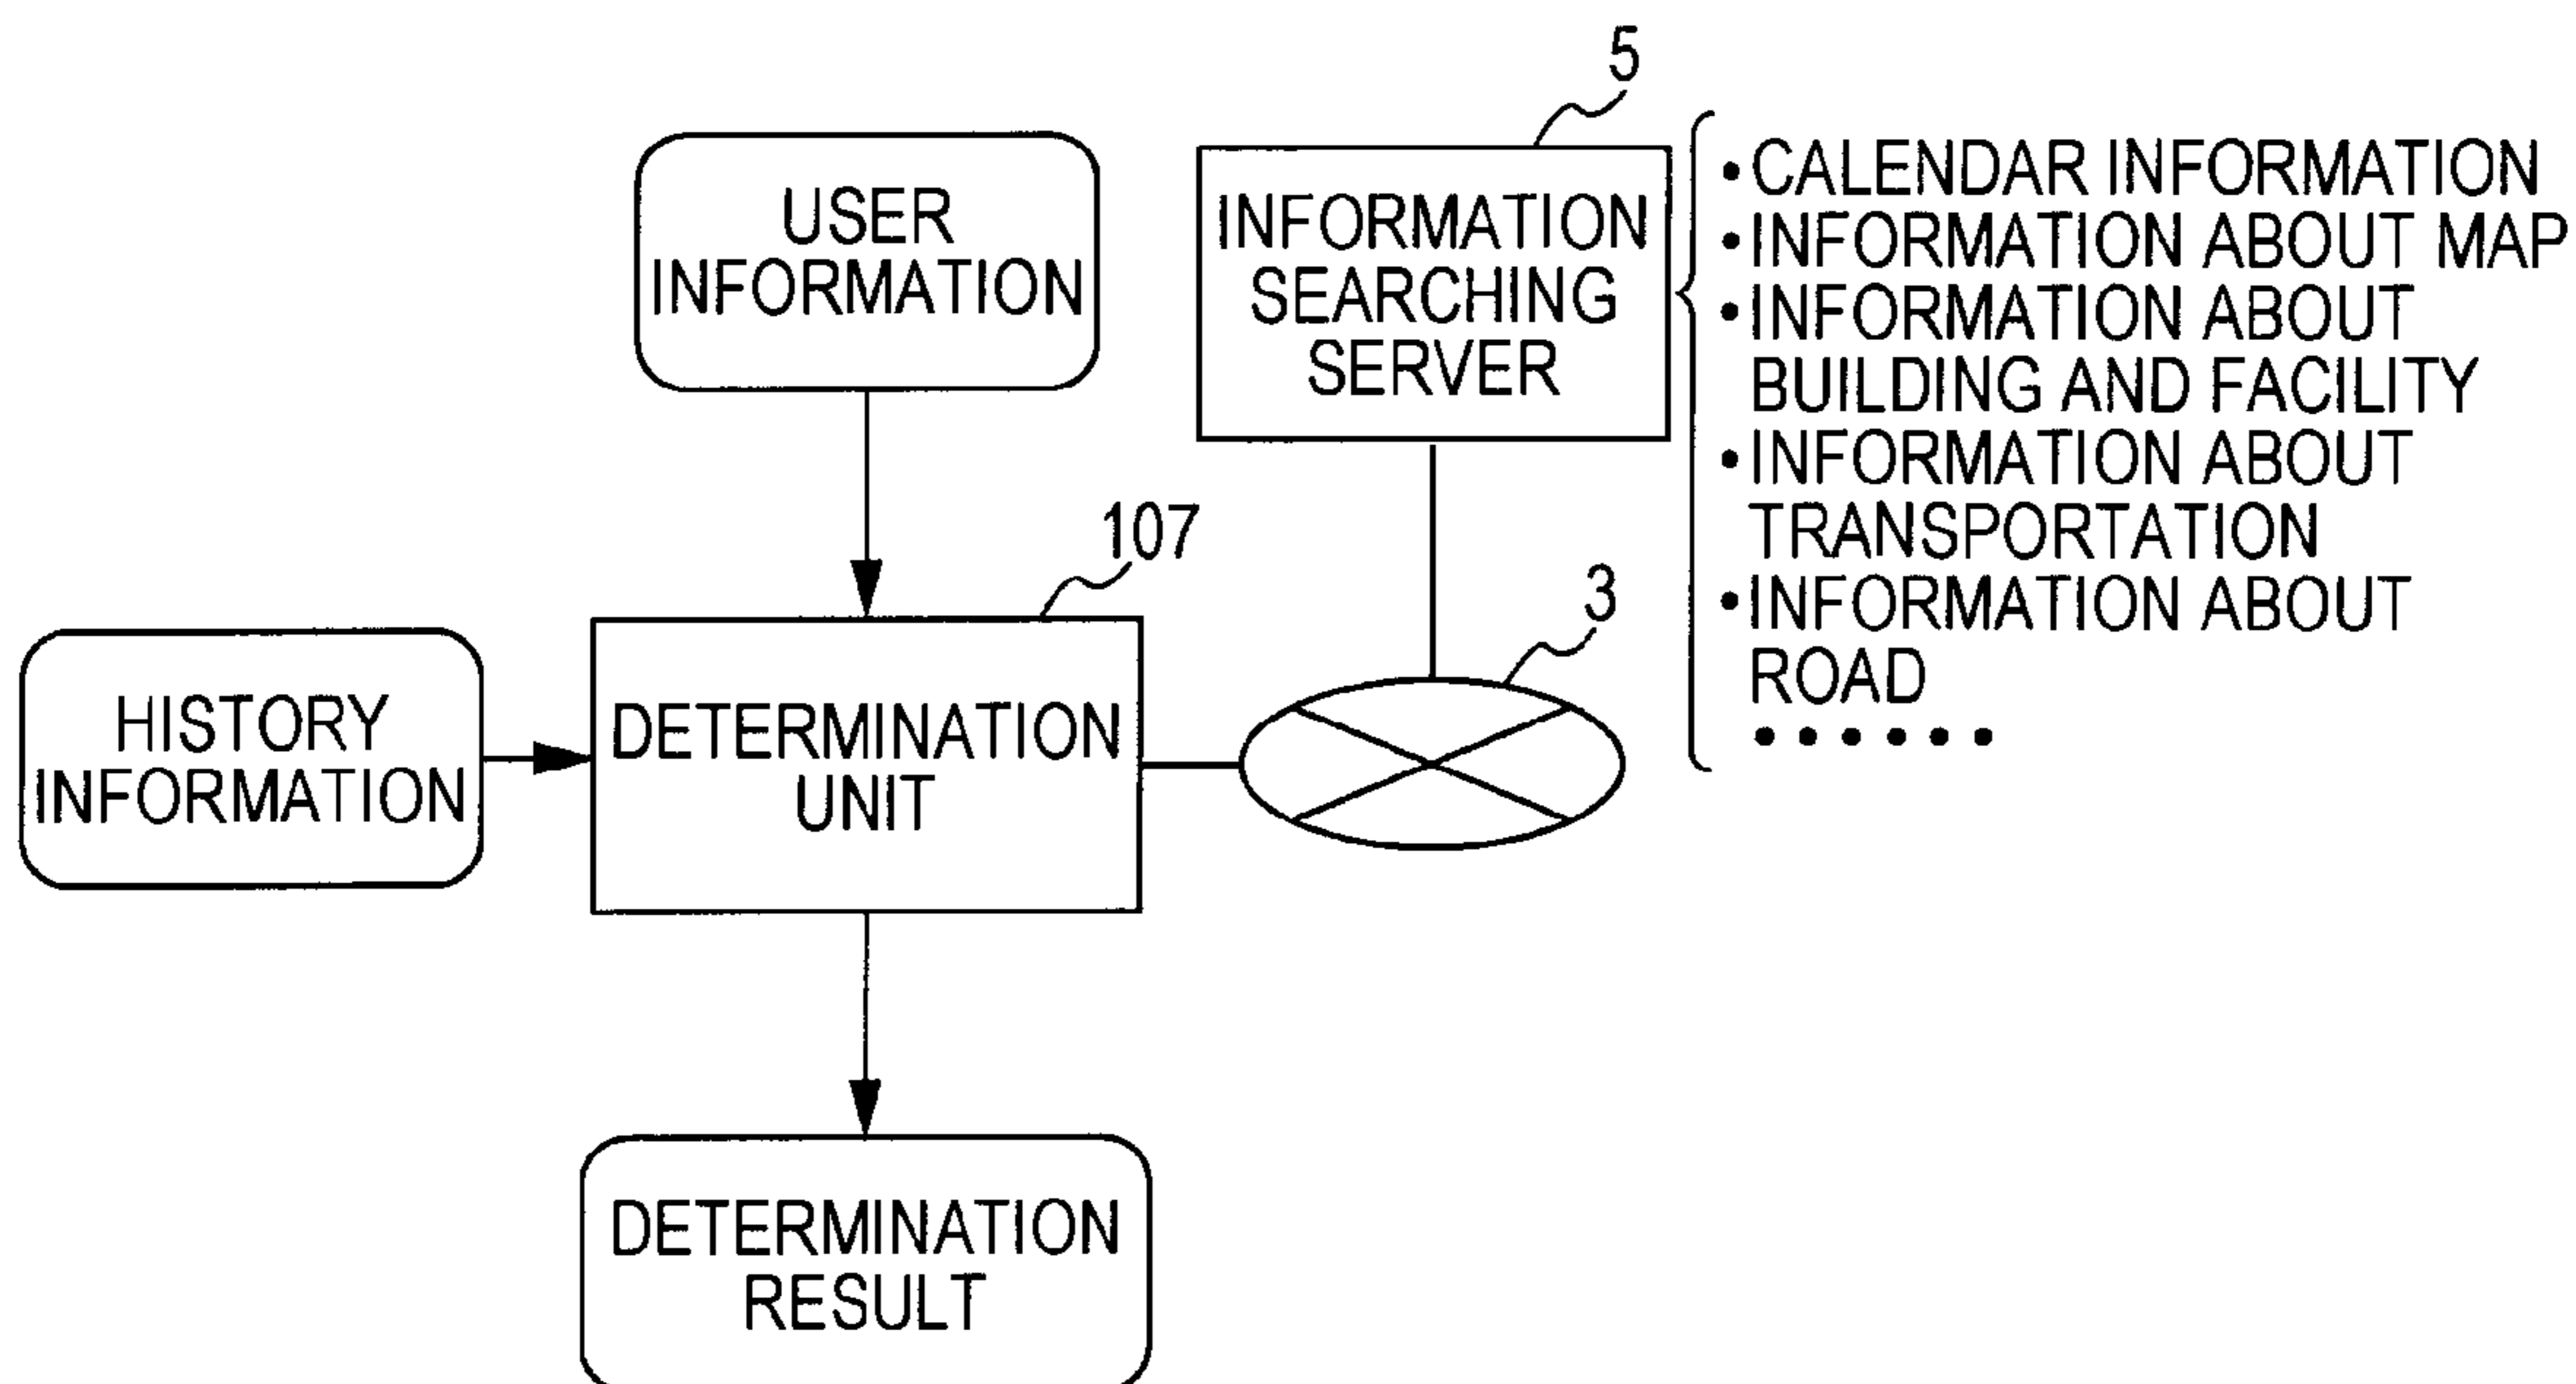 5
USER
INFORMATION
INFORMATION
SEARCHING
SERVER
•CALENDAR INFORMATION
•INFORMATION ABOUT MAP
•INFORMATION ABOUT
BUILDING AND FACILITY
•INFORMATION ABOUT
TRANSPORTATION
•INFORMATION ABOUT
ROAD
• • • • • •
107
3
HISTORY
INFORMATION
DETERMINATION
UNIT
DETERMINATION
RESULT